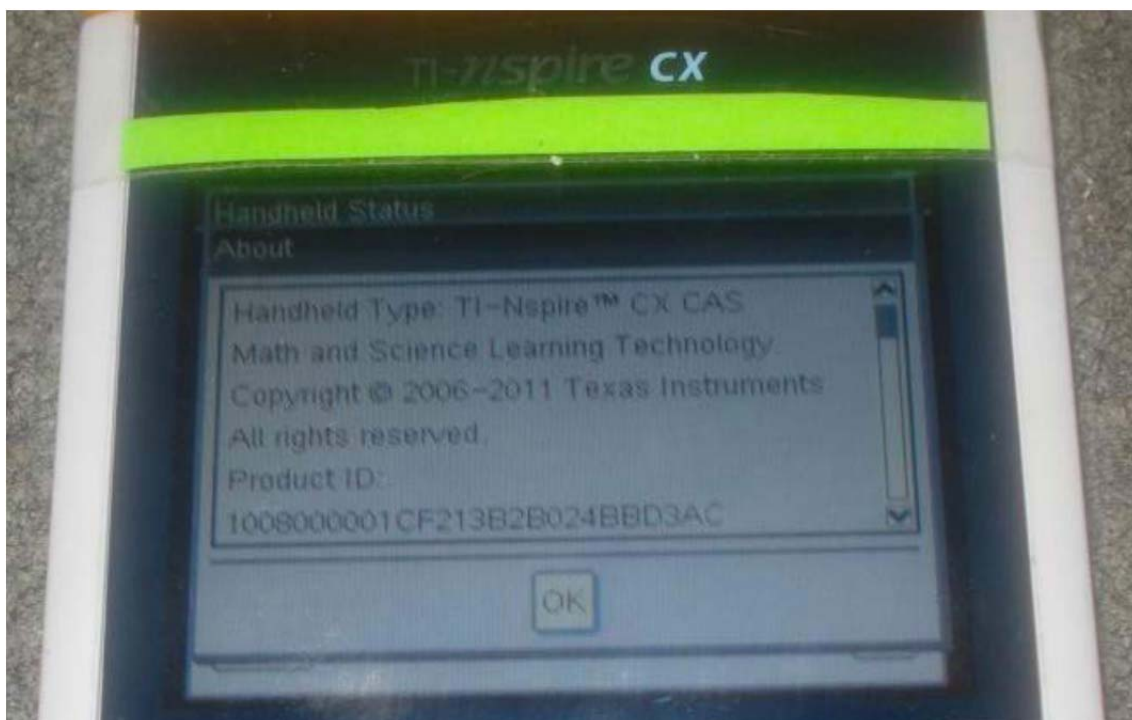 TI-nspire CX
Handheld Status
About
Handheld Type: TI-Nspire™ CX CAS
Math and Science Learning Technology
Copyright © 2006-2011 Texas Instruments
All rights reserved.
Product ID:
1008000001CF213B2B024BBD3AC
OK